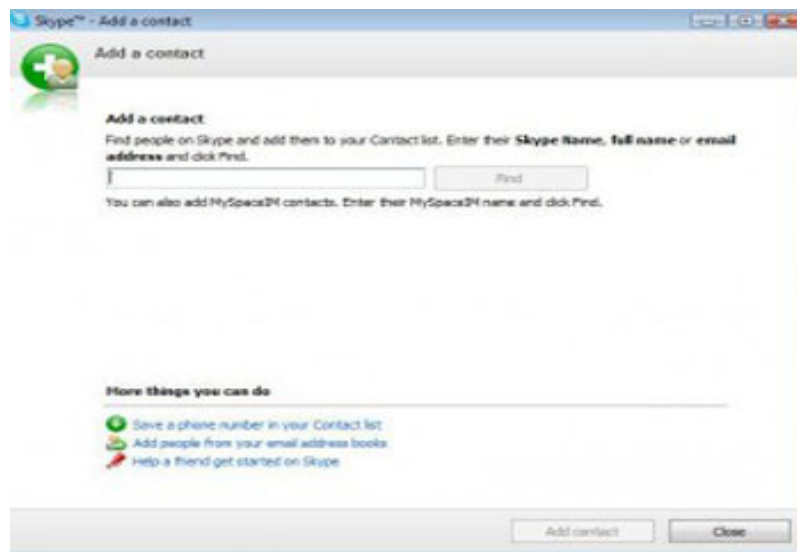 Skype™ - Add a contact
Add a contact
Add a contact
Find people on Skype and add them to your Contact list. Enter their Skype Name, full name or email
address and click Find.
Find
You can also add MySpaceIM contacts. Enter their MySpaceIM name and click Find.
More things you can do
Save a phone number in your Contact list
Add people from your email address books
Help a friend get started on Skype
Add contact
Close